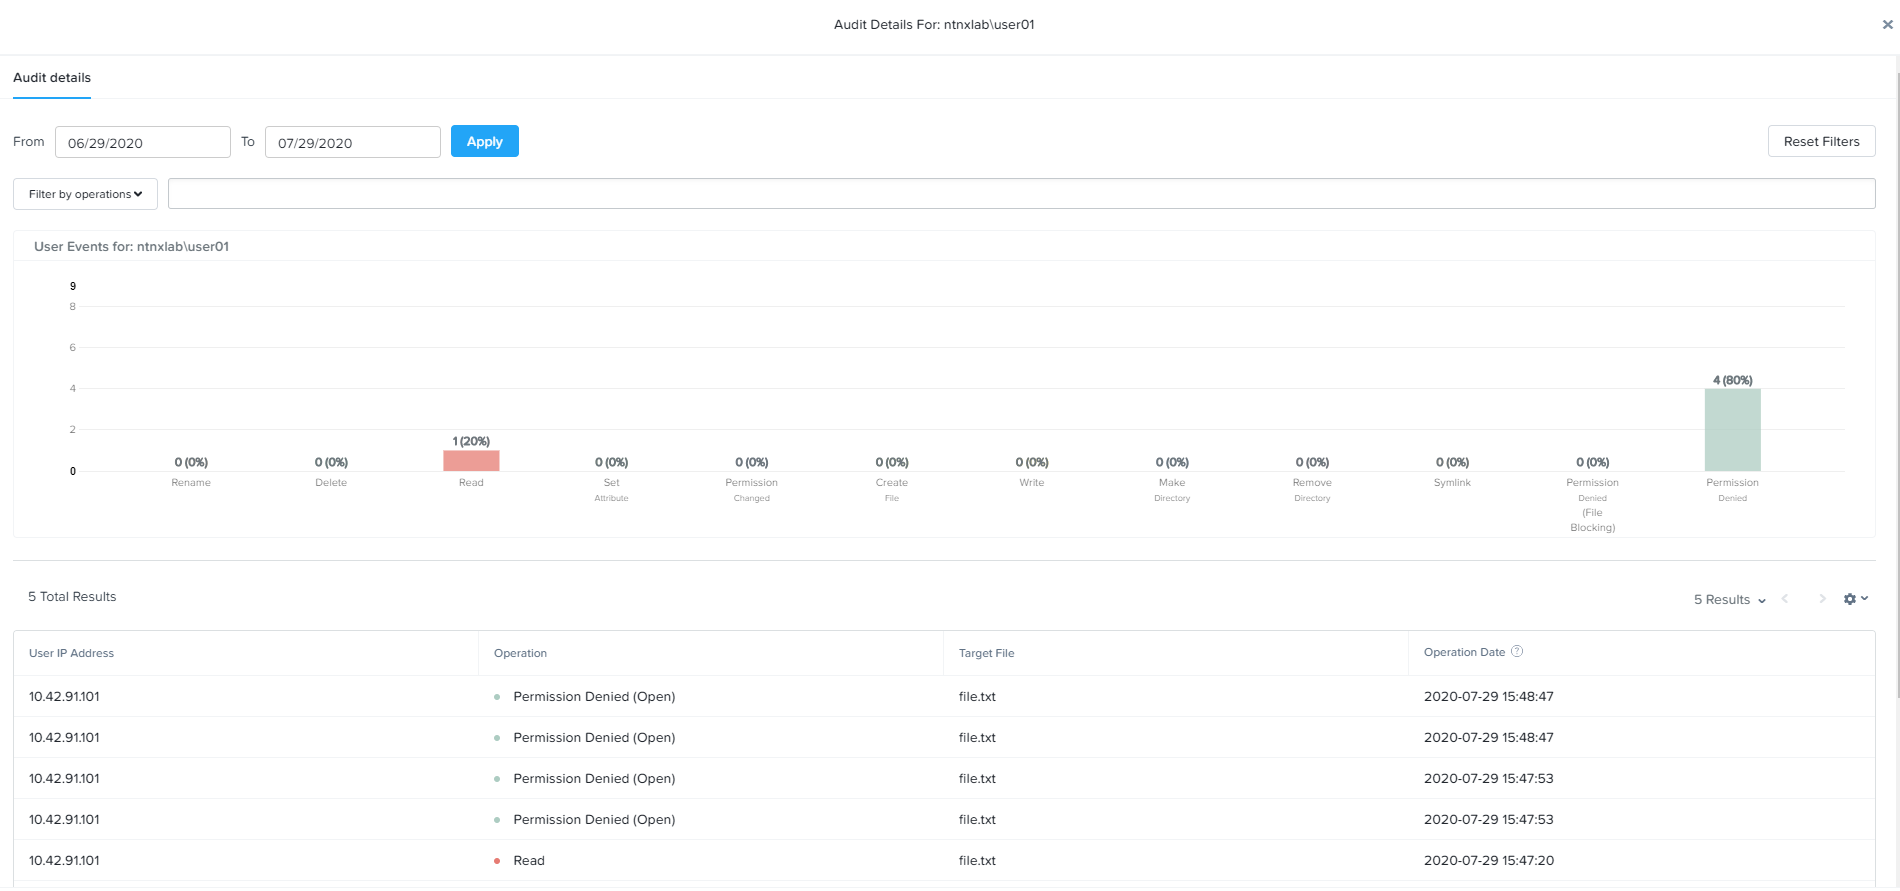 Audit Details For: ntnxlab\user01
Audit details
From 06/29/2020 To 07/29/2020 Apply Reset Filters
Filter by operations
User Events for: ntnxlab\user01
9
8
6
4
2
0
0 (0%) 0 (0%) 1 (20%) 0 (0%) 0 (0%) 0 (0%) 0 (0%) 0 (0%) 0 (0%) 0 (0%) 0 (0%) 4 (80%)
Rename Delete Read Set Permission Create Write Make Remove Symlink Permission Permission
Attribute Changed File Directory Directory Denied Denied
(File
Blocking)
5 Total Results 5 Results
User IP Address Operation Target File Operation Date ?
10.42.91.101 Permission Denied (Open) file.txt 2020-07-29 15:48:47
10.42.91.101 Permission Denied (Open) file.txt 2020-07-29 15:48:47
10.42.91.101 Permission Denied (Open) file.txt 2020-07-29 15:47:53
10.42.91.101 Permission Denied (Open) file.txt 2020-07-29 15:47:53
10.42.91.101 Read file.txt 2020-07-29 15:47:20